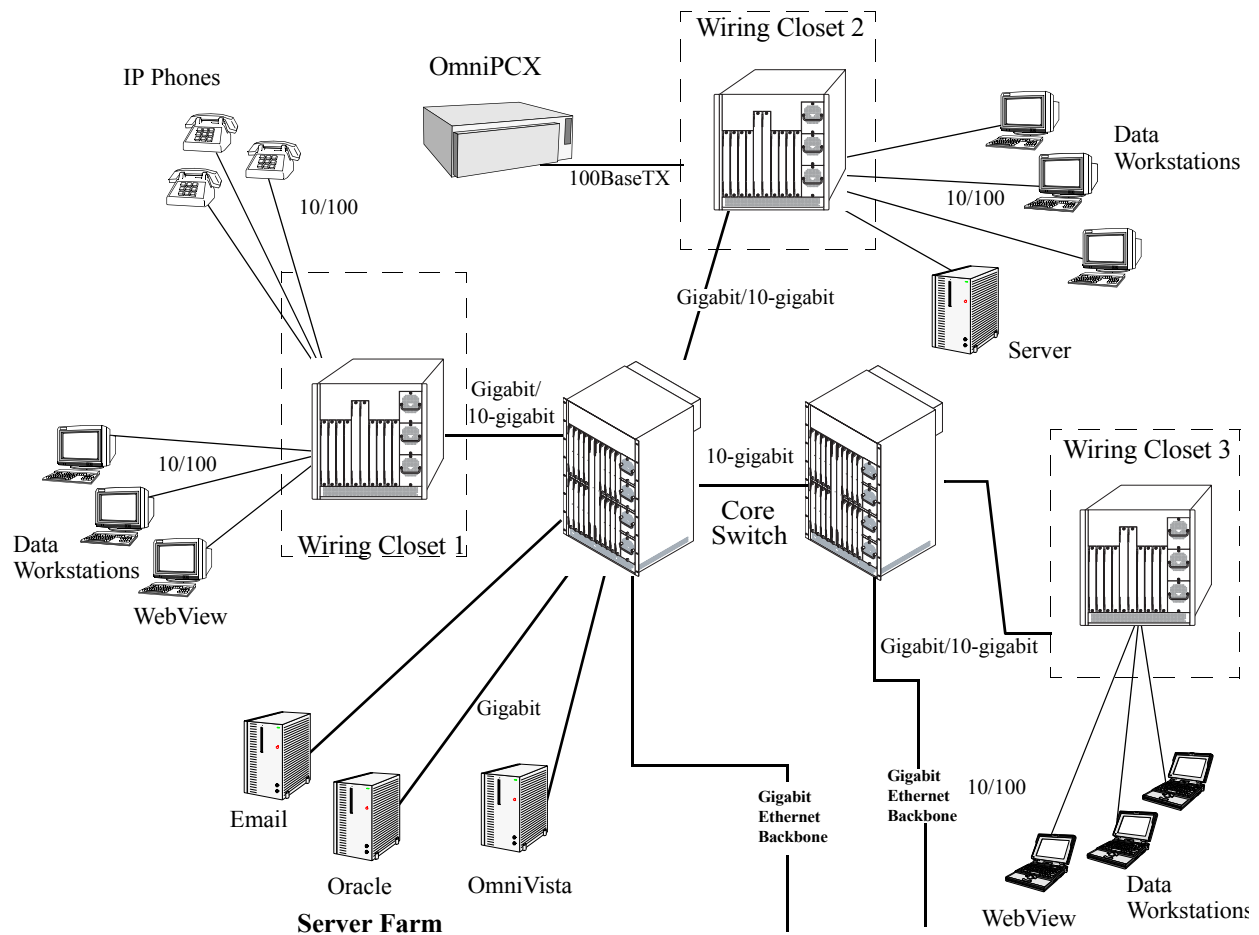 Wiring Closet 2
IP Phones
OmniPCX
Data
Workstations
100BaseTX
10/100
10/100
Gigabit/10-gigabit
Server
Gigabit/
10-gigabit
10/100
10-gigabit
Core
Switch
Wiring Closet 3
Wiring Closet 1
Data
Workstations
WebView
Gigabit/10-gigabit
Gigabit
Email
Oracle
OmniVista
Server Farm
Gigabit
Ethernet
Backbone
Gigabit
Ethernet
Backbone
10/100
WebView
Data
Workstations